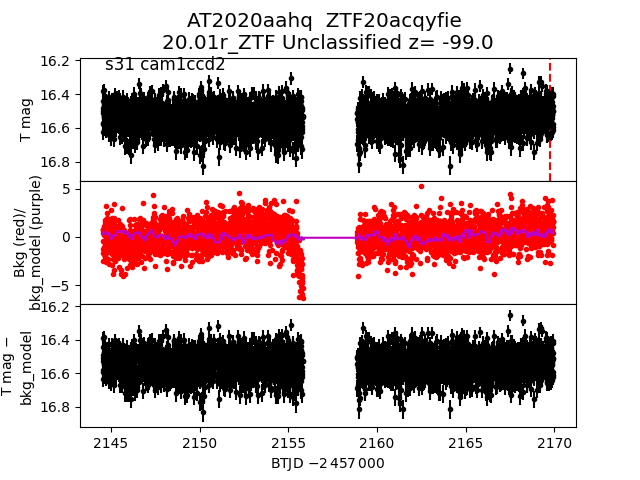 AT2020aahq  ZTF20acqyfie
20.01r_ZTF Unclassified z= -99.0
s31 cam1ccd2
16.2
16.4
16.6
16.8
T mag
5
0
−5
Bkg (red)/
bkg_model (purple)
16.2
16.4
16.6
16.8
T mag −
bkg_model
2145 2150 2155 2160 2165 2170
BTJD −2 457 000